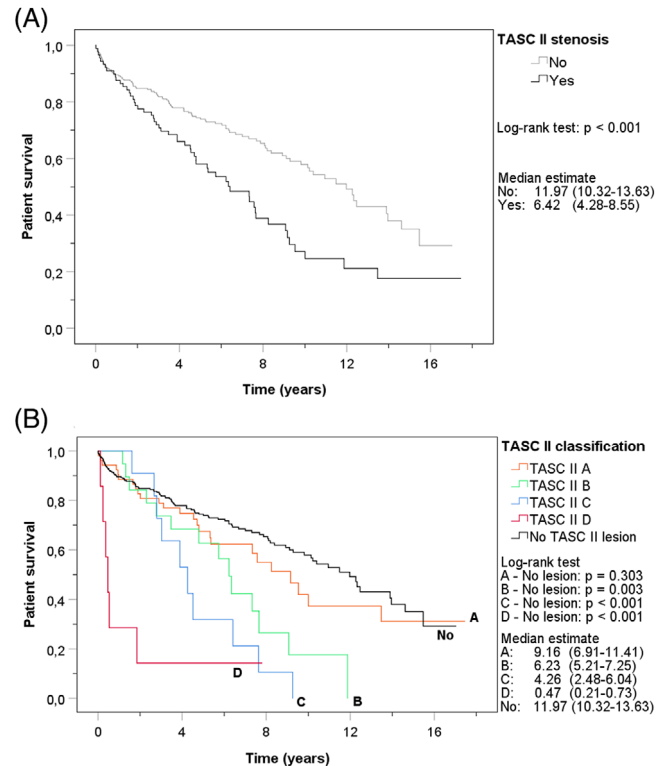 (A)
1,0
0,8
0,6
0,4
0,2
0,0
Patient survival
0 4 8 12 16
Time (years)
TASC II stenosis
No
Yes
Log-rank test: p < 0.001
Median estimate
No: 11.97 (10.32-13.63)
Yes: 6.42 (4.28-8.55)
(B)
1,0
0,8
0,6
0,4
0,2
0,0
Patient survival
A
No
D
C
B
0 4 8 12 16
Time (years)
TASC II classification
TASC II A
TASC II B
TASC II C
TASC II D
No TASC II lesion
Log-rank test
A - No lesion: p = 0.303
B - No lesion: p = 0.003
C - No lesion: p < 0.001
D - No lesion: p < 0.001
Median estimate
A: 9.16 (6.91-11.41)
B: 6.23 (5.21-7.25)
C: 4.26 (2.48-6.04)
D: 0.47 (0.21-0.73)
No: 11.97 (10.32-13.63)